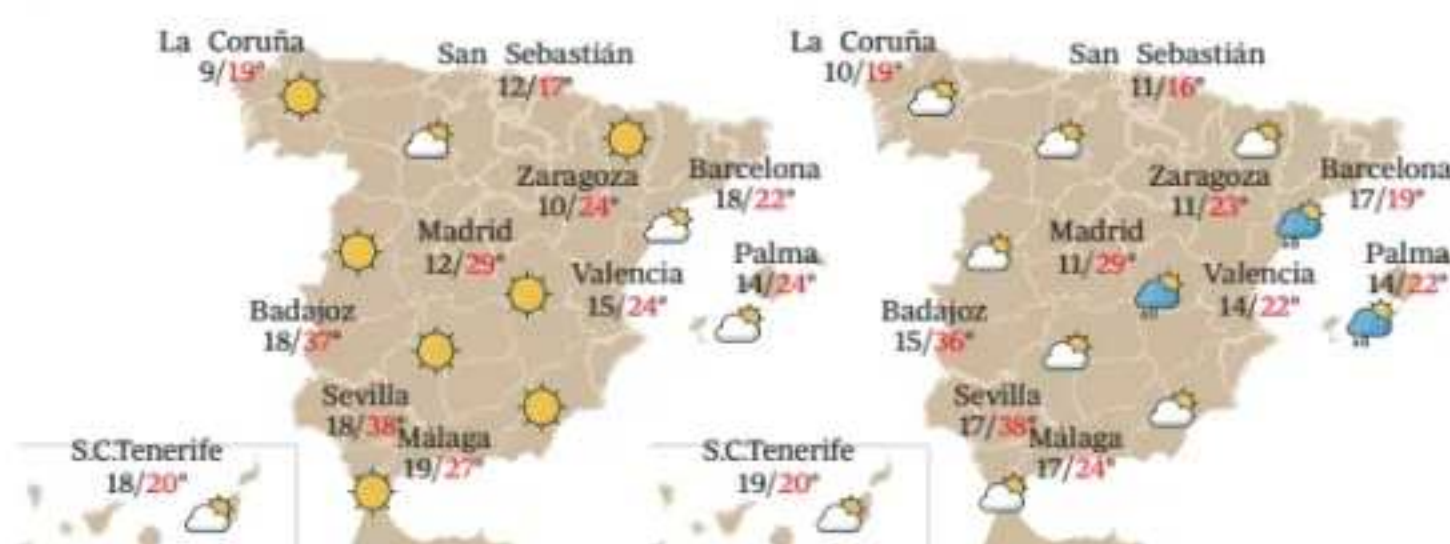 La Coruña
9/19°
San Sebastián
12/17°
Zaragoza
10/24°
Barcelona
18/22°
Madrid
12/29°
Valencia
15/24°
Palma
14/24°
Badajoz
18/37°
Sevilla
18/38°
Málaga
19/27°
S.C.Tenerife
18/20°
La Coruña
10/19°
San Sebastián
11/16°
Zaragoza
11/23°
Barcelona
17/19°
Madrid
11/29°
Valencia
14/22°
Palma
14/22°
Badajoz
15/36°
Sevilla
17/38°
Málaga
17/24°
S.C.Tenerife
19/20°